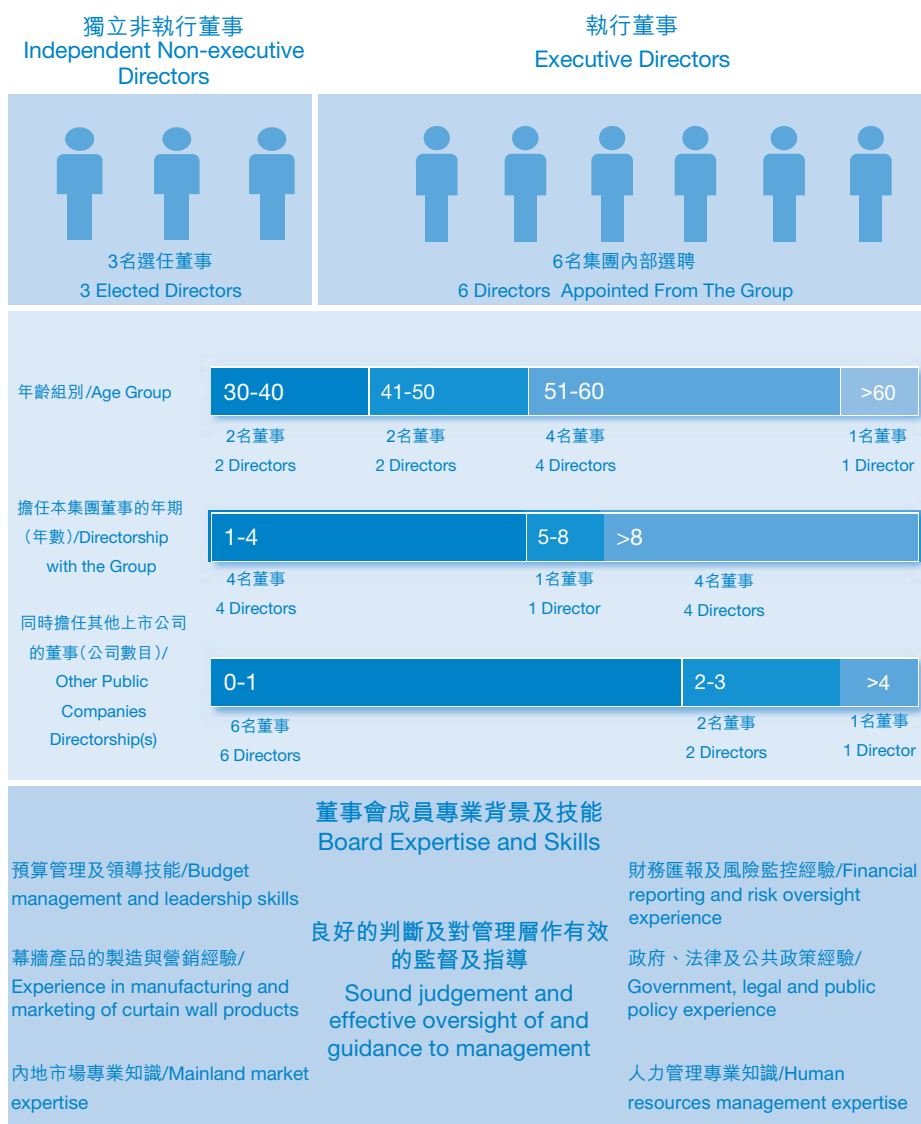 獨立非執行董事
Independent Non-executive
Directors
執行董事
Executive Directors
3名選任董事
3 Elected Directors
6名集團內部選聘
6 Directors Appointed From The Group
年齡組別/Age Group
30-40
41-50
51-60
>60
2名董事
2 Directors
2名董事
2 Directors
4名董事
4 Directors
1名董事
1 Director
擔任本集團董事的年期
（年數)/Directorship
with the Group
1-4
5-8
>8
4名董事
4 Directors
1名董事
1 Director
4名董事
4 Directors
同時擔任其他上市公司
的董事(公司數目)/
Other Public
Companies
Directorship(s)
0-1
2-3
>4
6名董事
6 Directors
2名董事
2 Directors
1名董事
1 Director
董事會成員專業背景及技能
Board Expertise and Skills
預算管理及領導技能/Budget
management and leadership skills
幕牆產品的製造與營銷經驗/
Experience in manufacturing and
marketing of curtain wall products
內地市場專業知識/Mainland market
expertise
良好的判斷及對管理層作有效
的監督及指導
Sound judgement and
effective oversight of and
guidance to management
財務匯報及風險監控經驗/Financial
reporting and risk oversight
experience
政府、法律及公共政策經驗/
Government, legal and public
policy experience
人力管理專業知識/Human
resources management expertise